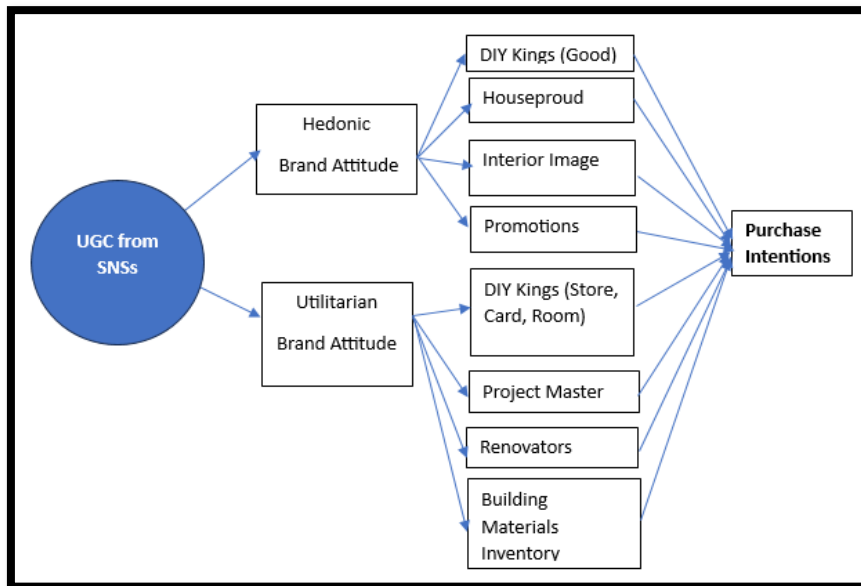 UGC from
SNSs
Hedonic
Brand Attitude
Utilitarian
Brand Attitude
DIY Kings (Good)
Houseproud
Interior Image
Promotions
DIY Kings (Store,
Card, Room)
Project Master
Renovators
Building
Materials
Inventory
Purchase
Intentions